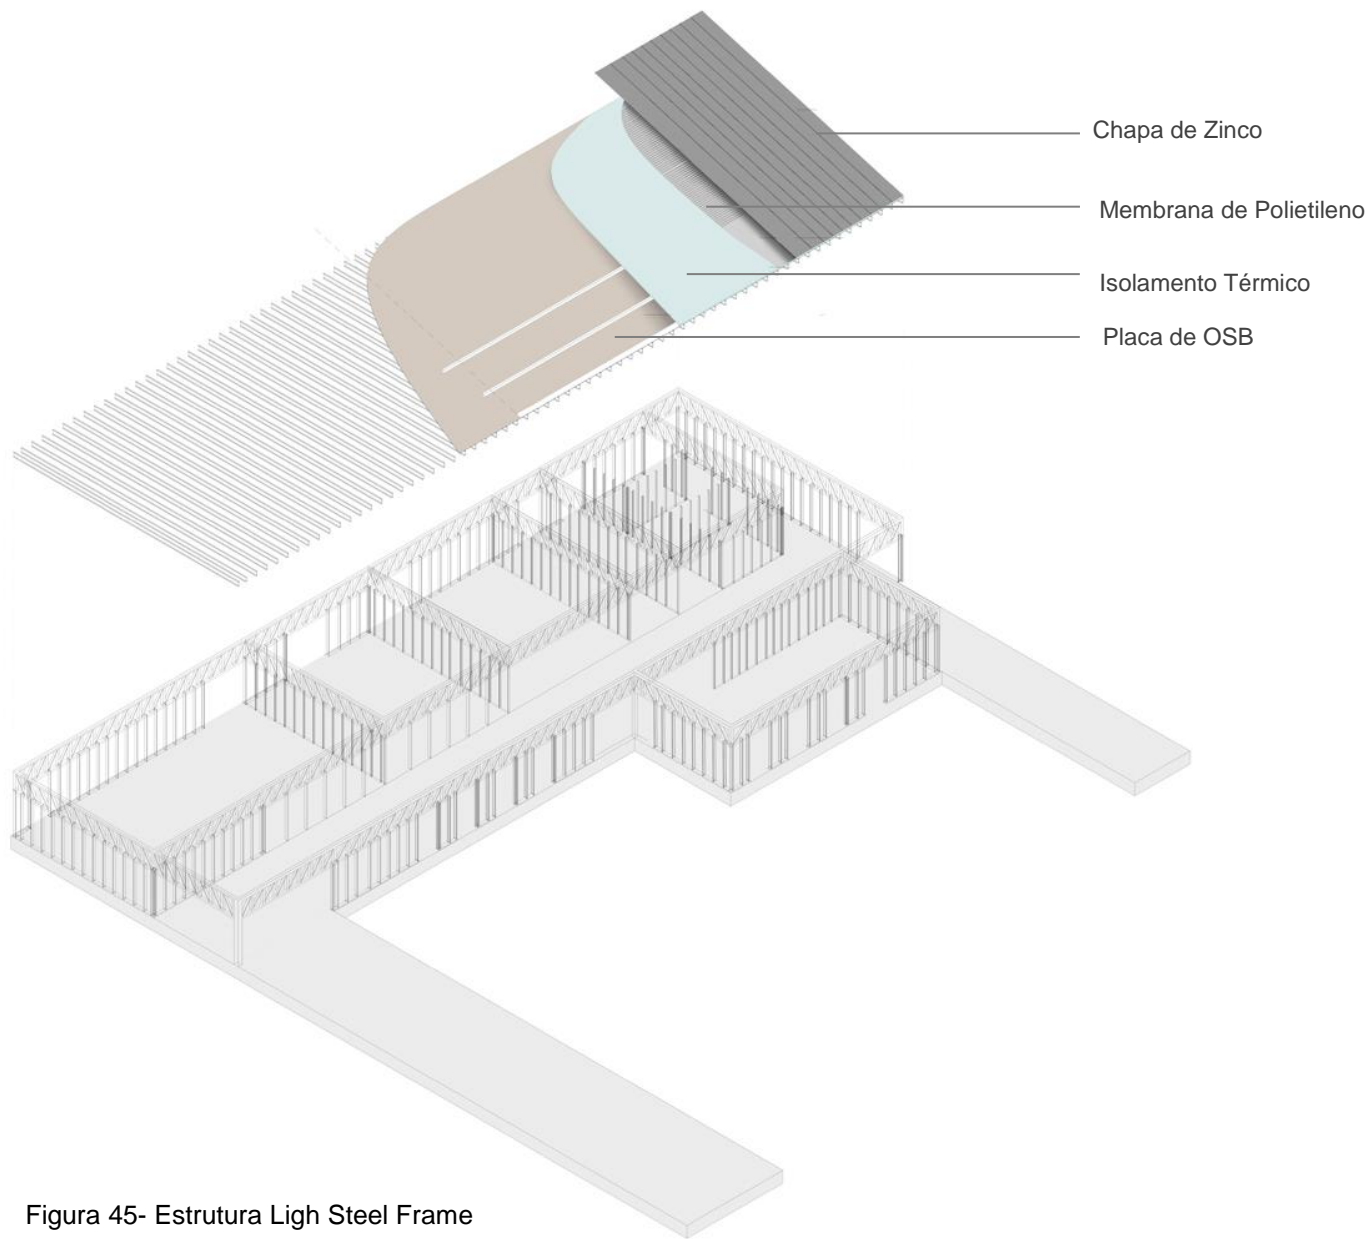 Chapa de Zinco
Membrana de Polietileno
Isolamento Térmico
Placa de OSB
Figura 45- Estrutura Ligh Steel Frame